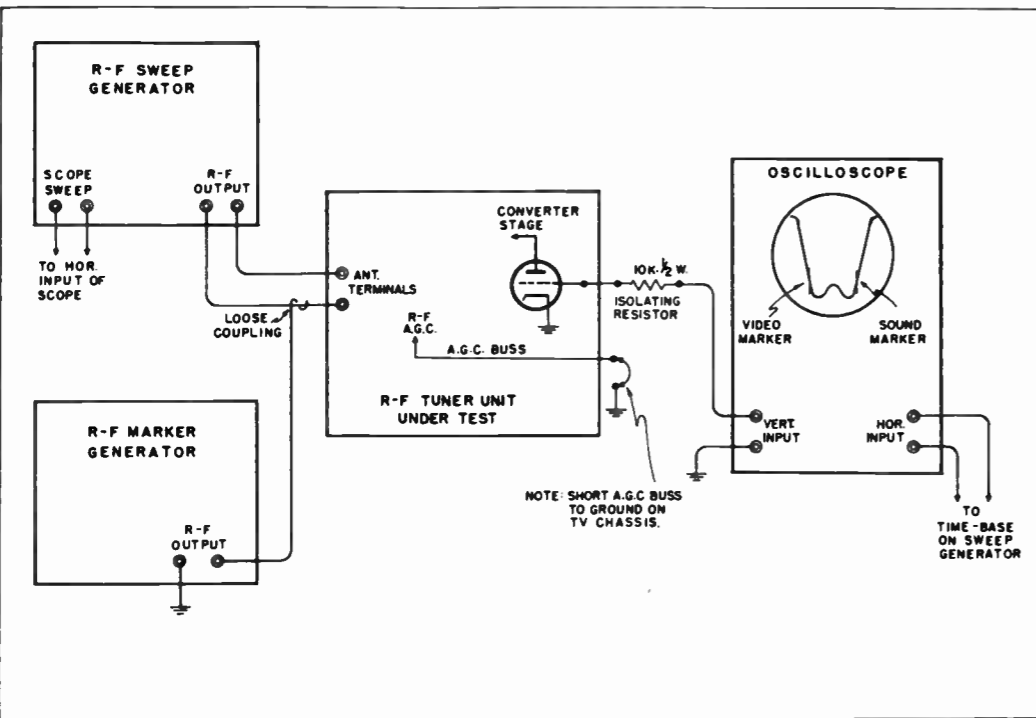 R-F SWEEP
GENERATOR
SCOPE
SWEEP
R-F
OUTPUT
TO HOR.
INPUT OF
SCOPE
LOOSE
COUPLING
R-F MARKER
GENERATOR
R-F
OUTPUT
ANT.
TERMINALS
CONVERTER
STAGE
R-F
A.G.C.
A.G.C. BUSS
R-F TUNER UNIT
UNDER TEST
10K. 1/2 W.
ISOLATING
RESISTOR
NOTE: SHORT A.G.C BUSS
TO GROUND ON
TV CHASSIS.
OSCILLOSCOPE
VIDEO
MARKER
SOUND
MARKER
VERT.
INPUT
HOR.
INPUT
TO
TIME-BASE
ON SWEEP
GENERATOR